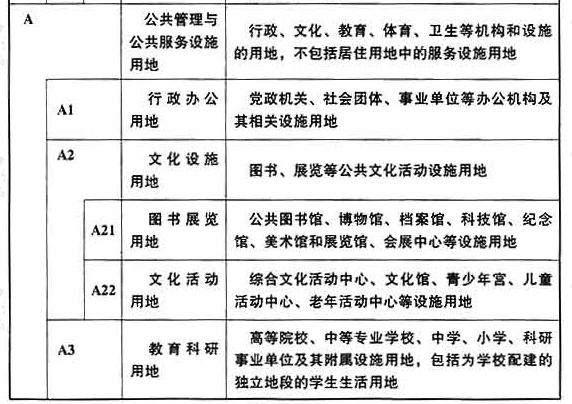 A 公共管理与公共服务设施用地 行政、文化、教育、体育、卫生等机构和设施的用地，不包括居住用地中的服务设施用地
A1 行政办公用地 党政机关、社会团体、事业单位等办公机构及其相关设施用地
A2 文化设施用地 图书、展览等公共文化活动设施用地
A21 图书展览用地 公共图书馆、博物馆、档案馆、科技馆、纪念馆、美术馆和展览馆、会展中心等设施用地
A22 文化活动用地 综合文化活动中心、文化馆、青少年宫、儿童活动中心、老年活动中心等设施用地
A3 教育科研用地 高等院校、中等专业学校、中学、小学、科研事业单位及其附属设施用地，包括为学校配建的独立地段的学生生活用地